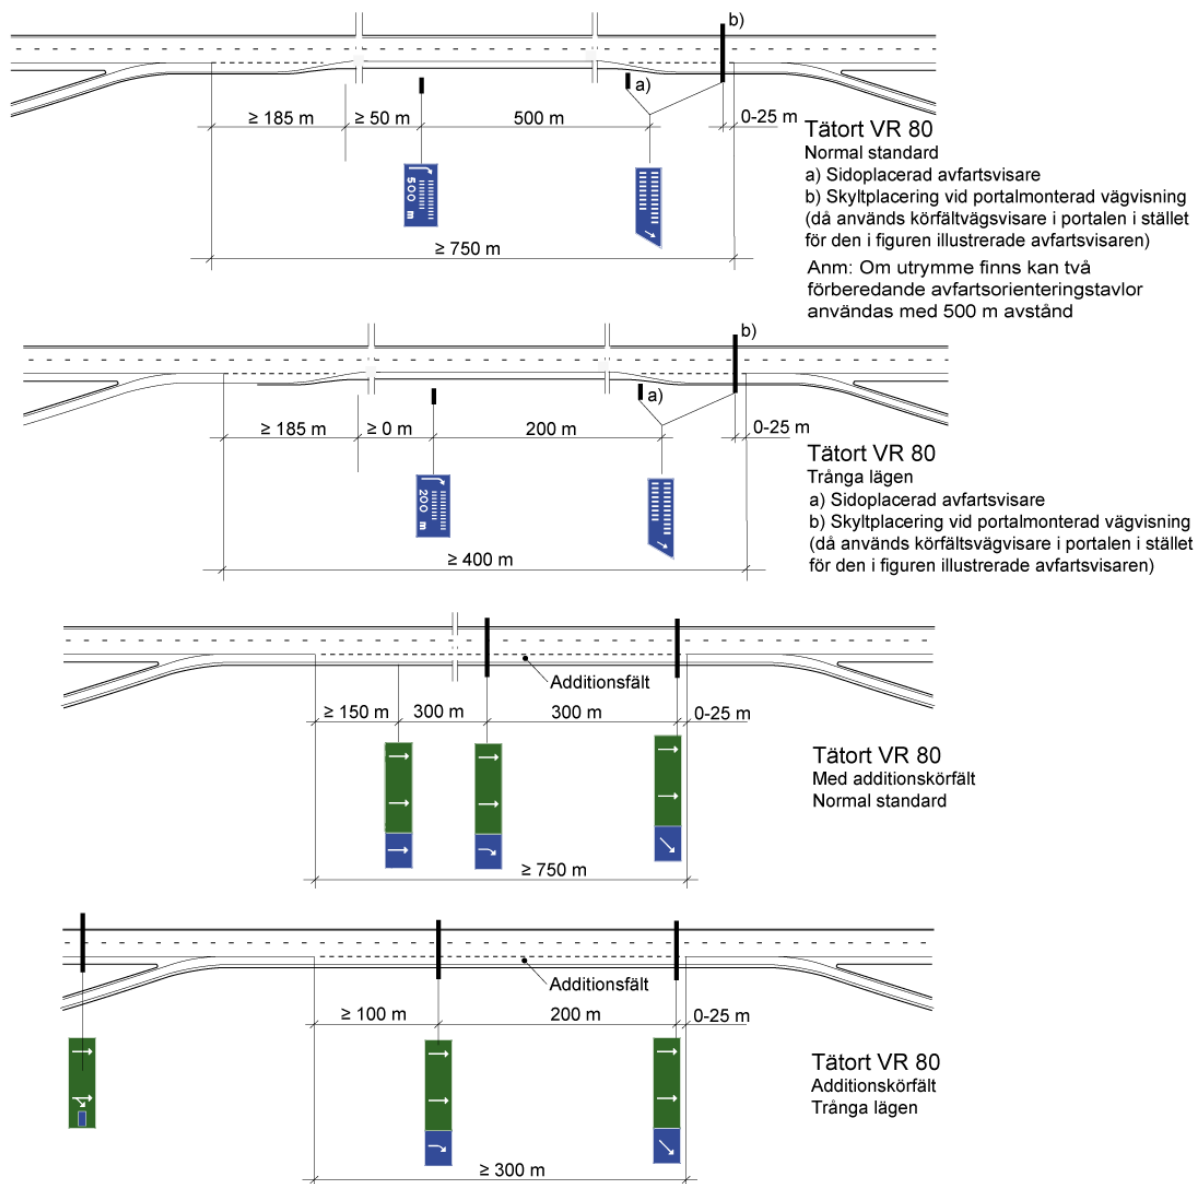 b)
a)
≥ 185 m
≥ 50 m
500 m
0-25 m
500 m
≥ 750 m
Tätort VR 80
Normal standard
a) Sidoplacerad avfartsvisare
b) Skyltplacering vid portalmonterad vägvisning
(då används körfältvägsvisare i portalen i stället
för den i figuren illustrerade avfartsvisaren)
Anm: Om utrymme finns kan två
förberedande avfartsorienteringstavlor
användas med 500 m avstånd
b)
a)
≥ 185 m
≥ 0 m
200 m
0-25 m
200 m
≥ 400 m
Tätort VR 80
Trånga lägen
a) Sidoplacerad avfartsvisare
b) Skyltplacering vid portalmonterad vägvisning
(då används körfältsvägvisare i portalen i stället
för den i figuren illustrerade avfartsvisaren)
Additionsfält
≥ 150 m
300 m
300 m
0-25 m
≥ 750 m
Tätort VR 80
Med additionskörfält
Normal standard
Additionsfält
≥ 100 m
200 m
0-25 m
≥ 300 m
Tätort VR 80
Additionskörfält
Trånga lägen